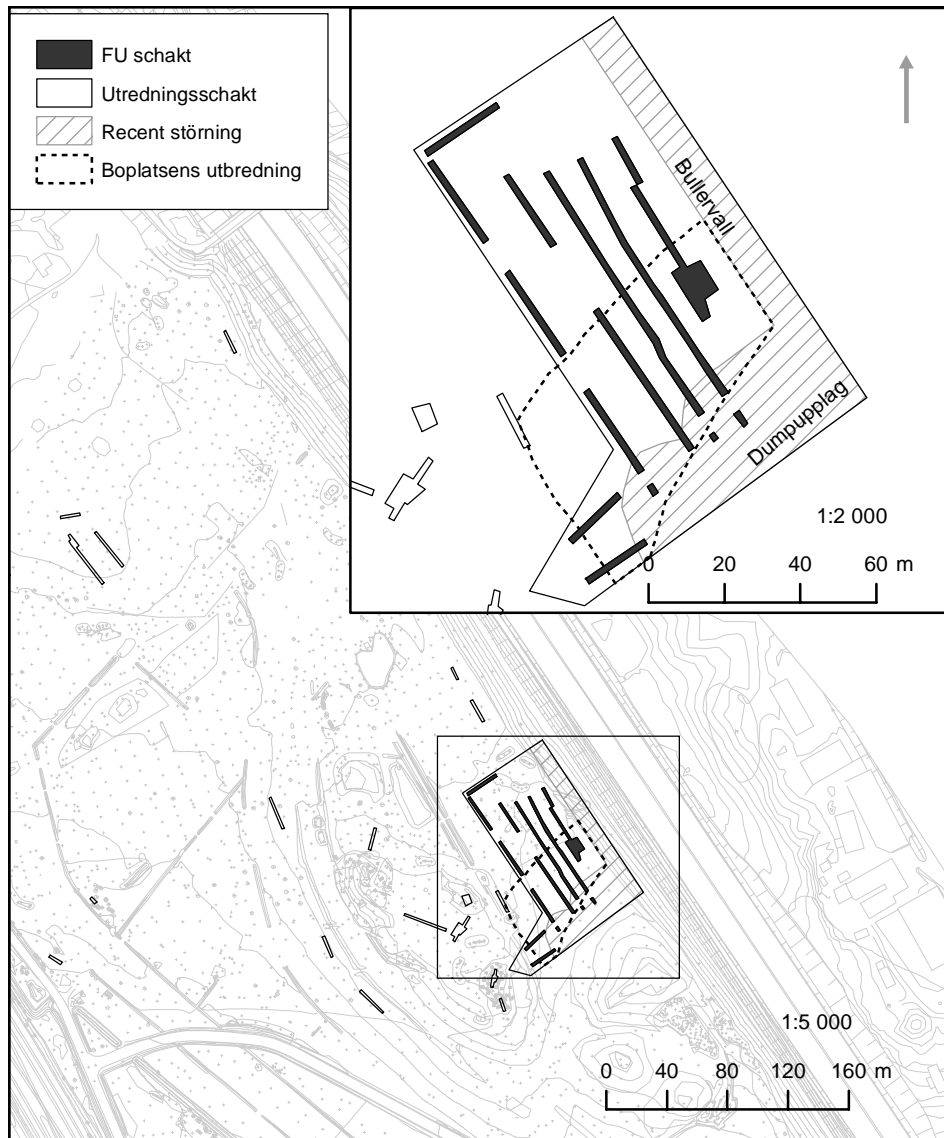 FU schakt
Utredningsschakt
Recent störning
Boplatsens utbredning
Bullervall
Dumpupplag
1:2 000
0 20 40 60 m
1:5 000
0 40 80 120 160 m